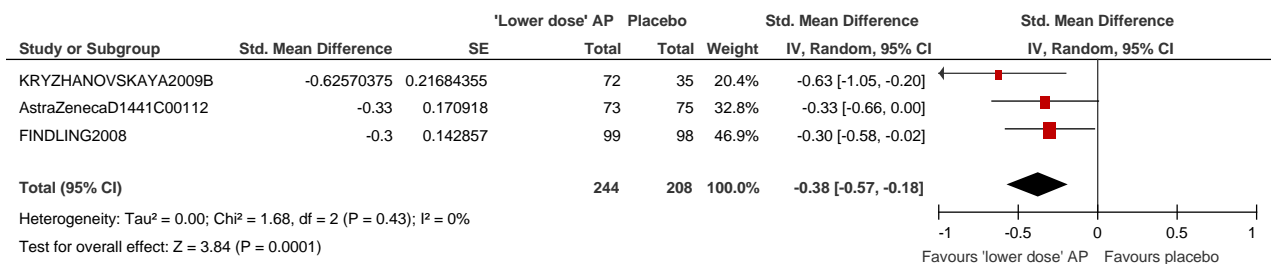 'Lower dose' AP Placebo Std. Mean Difference Std. Mean Difference
Study or Subgroup Std. Mean Difference SE Total Total Weight IV, Random, 95% CI IV, Random, 95% CI
KRYZHANOVSKAYA2009B -0.62570375 0.21684355 72 35 20.4% -0.63 [-1.05, -0.20]
AstraZenecaD1441C00112 -0.33 0.170918 73 75 32.8% -0.33 [-0.66, 0.00]
FINDLING2008 -0.3 0.142857 99 98 46.9% -0.30 [-0.58, -0.02]
Total (95% CI) 244 208 100.0% -0.38 [-0.57, -0.18]
Heterogeneity: Tau² = 0.00; Chi² = 1.68, df = 2 (P = 0.43); I² = 0%
Test for overall effect: Z = 3.84 (P = 0.0001)
-1 -0.5 0 0.5 1
Favours 'lower dose' AP Favours placebo